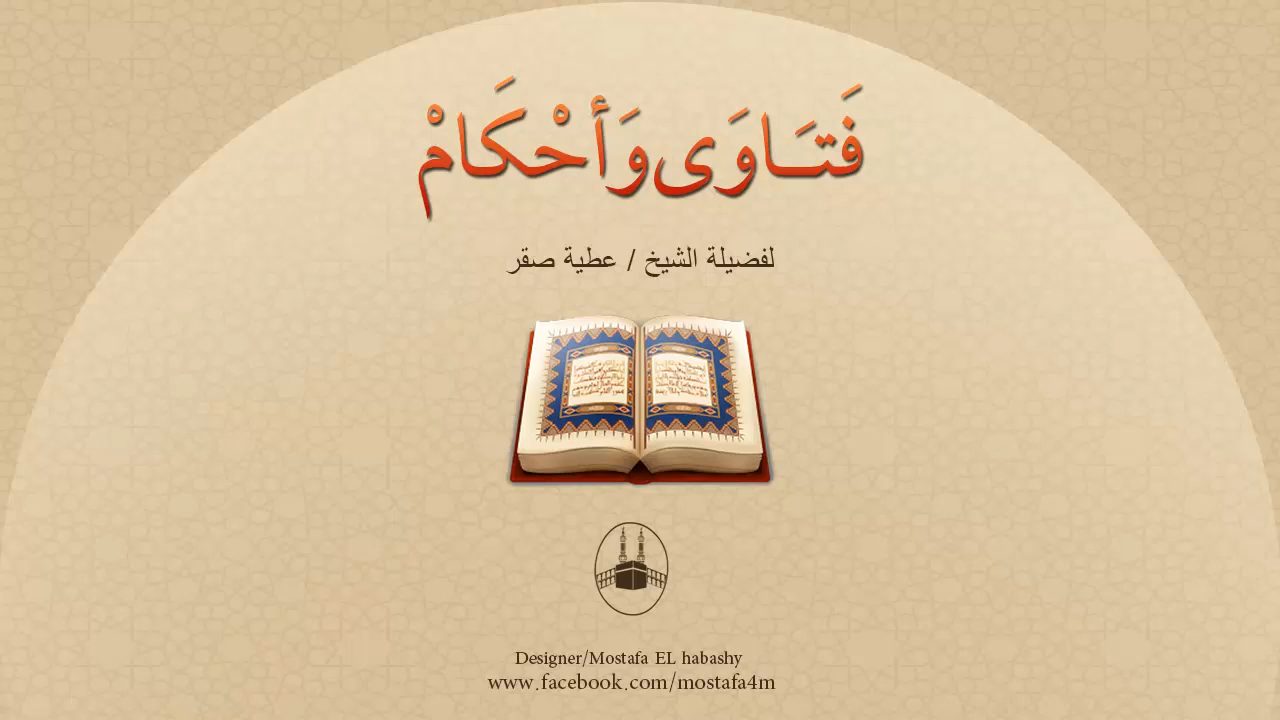 فَتَاوَى وَأَحْكَامْ
لفضيلة الشيخ / عطية صقر
Designer/Mostafa EL habashy
www.facebook.com/mostafa4m